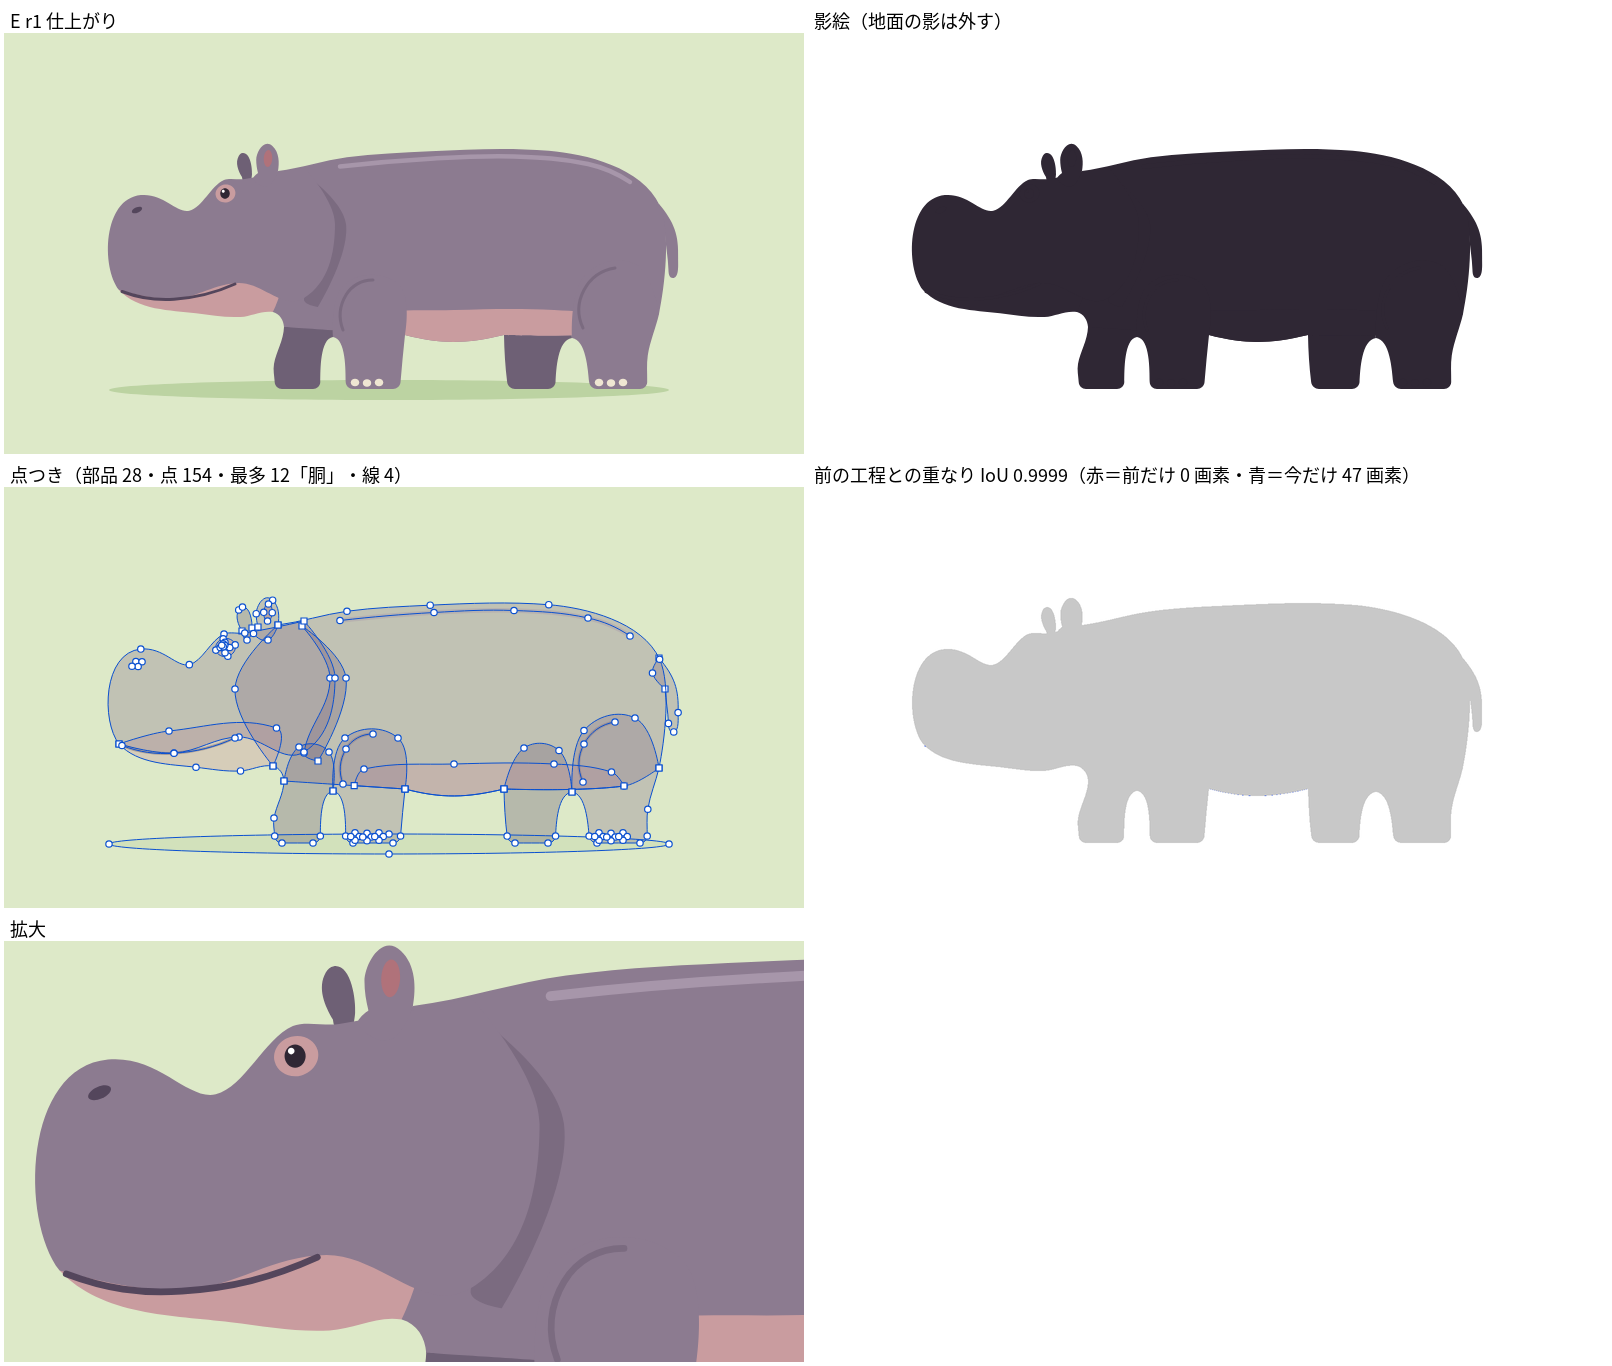 E r1 仕上がり
影絵（地面の影は外す）
点つき（部品 28・点 154・最多 12「胴」・線 4）
前の工程との重なり IoU 0.9999（赤＝前だけ 0 画素・青＝今だけ 47 画素）
拡大